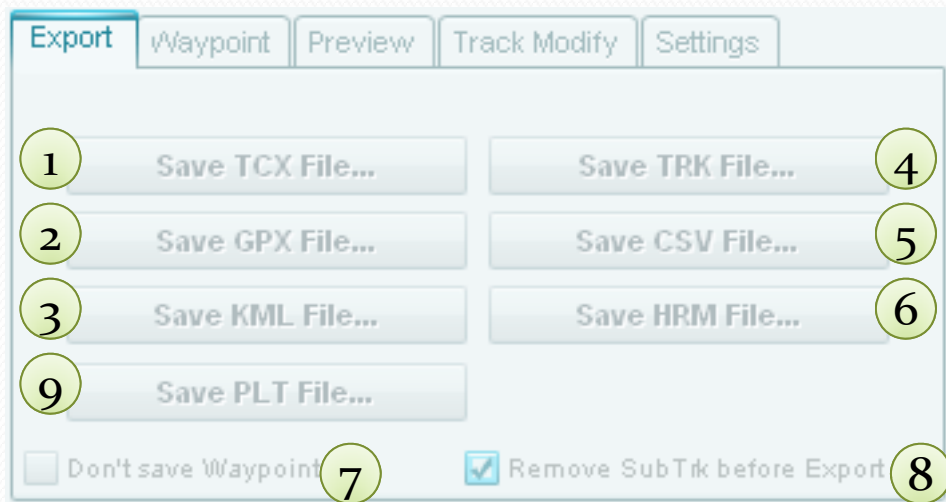 Export Waypoint Preview Track Modify Settings
1 Save TCX File... Save TRK File... 4
2 Save GPX File... Save CSV File... 5
3 Save KML File... Save HRM File... 6
9 Save PLT File...
Don't save Waypoint 7 Remove SubTrk before Export 8